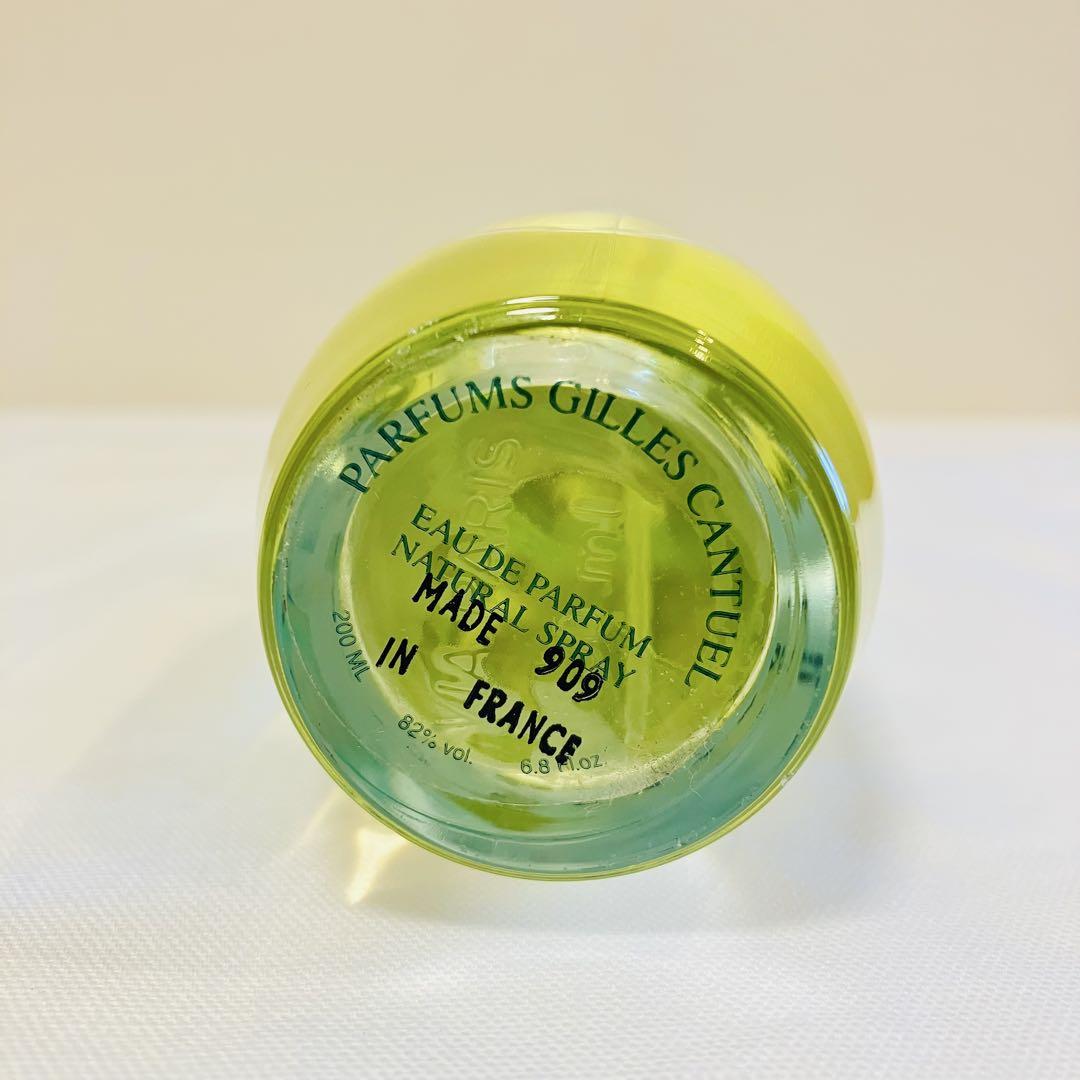 PARFUMS GILLES CANTUEL
EAU DE PARFUM
NATURAL SPRAY
MADE 909
IN FRANCE
200 ML
82% vol.
6.8 fl.oz.